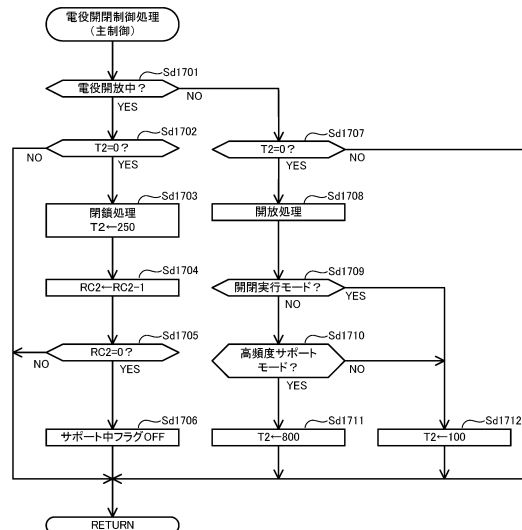 電役開閉制御処理
(主制御)
Sd1701
電役開放中？
NO
YES
Sd1702
T2=0？
NO
YES
Sd1707
T2=0？
NO
YES
Sd1703
閉鎖処理
T2←250
Sd1708
開放処理
Sd1704
RC2←RC2-1
Sd1709
開閉実行モード？
YES
NO
Sd1705
RC2=0？
NO
YES
Sd1710
高頻度サポート
モード？
NO
YES
Sd1706
サポート中フラグOFF
Sd1711
T2←800
Sd1712
T2←100
RETURN